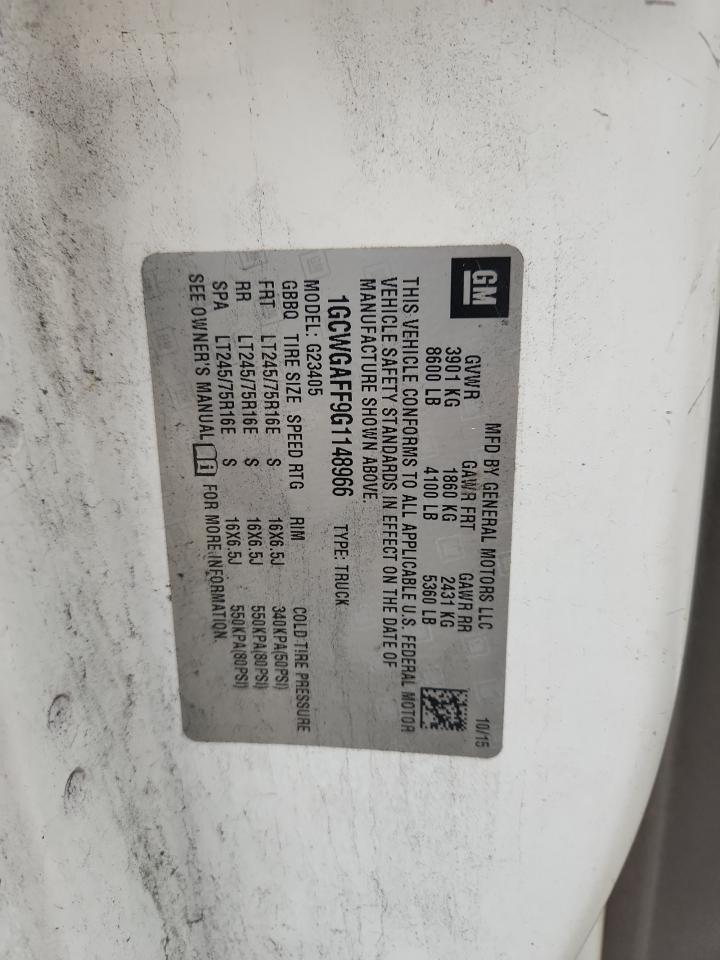 GM
MFD BY GENERAL MOTORS LLC 10/15
GVWR GAWR FRT GAWR RR
3901 KG 1860 KG 2431 KG
8600 LB 4100 LB 5360 LB
THIS VEHICLE CONFORMS TO ALL APPLICABLE U.S. FEDERAL MOTOR
VEHICLE SAFETY STANDARDS IN EFFECT ON THE DATE OF
MANUFACTURE SHOWN ABOVE.
1GCWGAFF9G1148966 TYPE: TRUCK
MODEL: G23405
GBBQ TIRE SIZE SPEED RTG RIM COLD TIRE PRESSURE
FRT LT245/75R16E S 16X6.5J 340KPA(50PSI)
RR LT245/75R16E S 16X6.5J 550KPA(80PSI)
SPA LT245/75R16E S 16X6.5J 550KPA(80PSI)
SEE OWNER'S MANUAL FOR MORE INFORMATION.